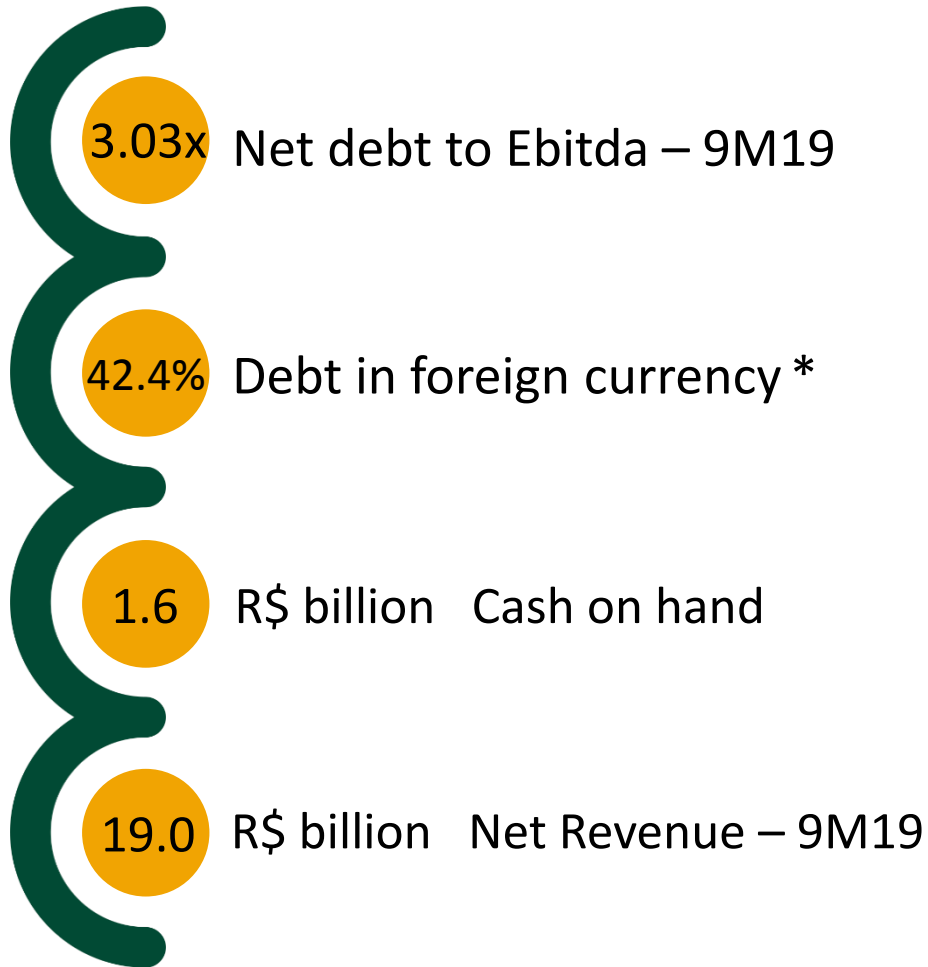 3.03x Net debt to Ebitda – 9M19
42.4% Debt in foreign currency *
1.6 R$ billion Cash on hand
19.0 R$ billion Net Revenue – 9M19